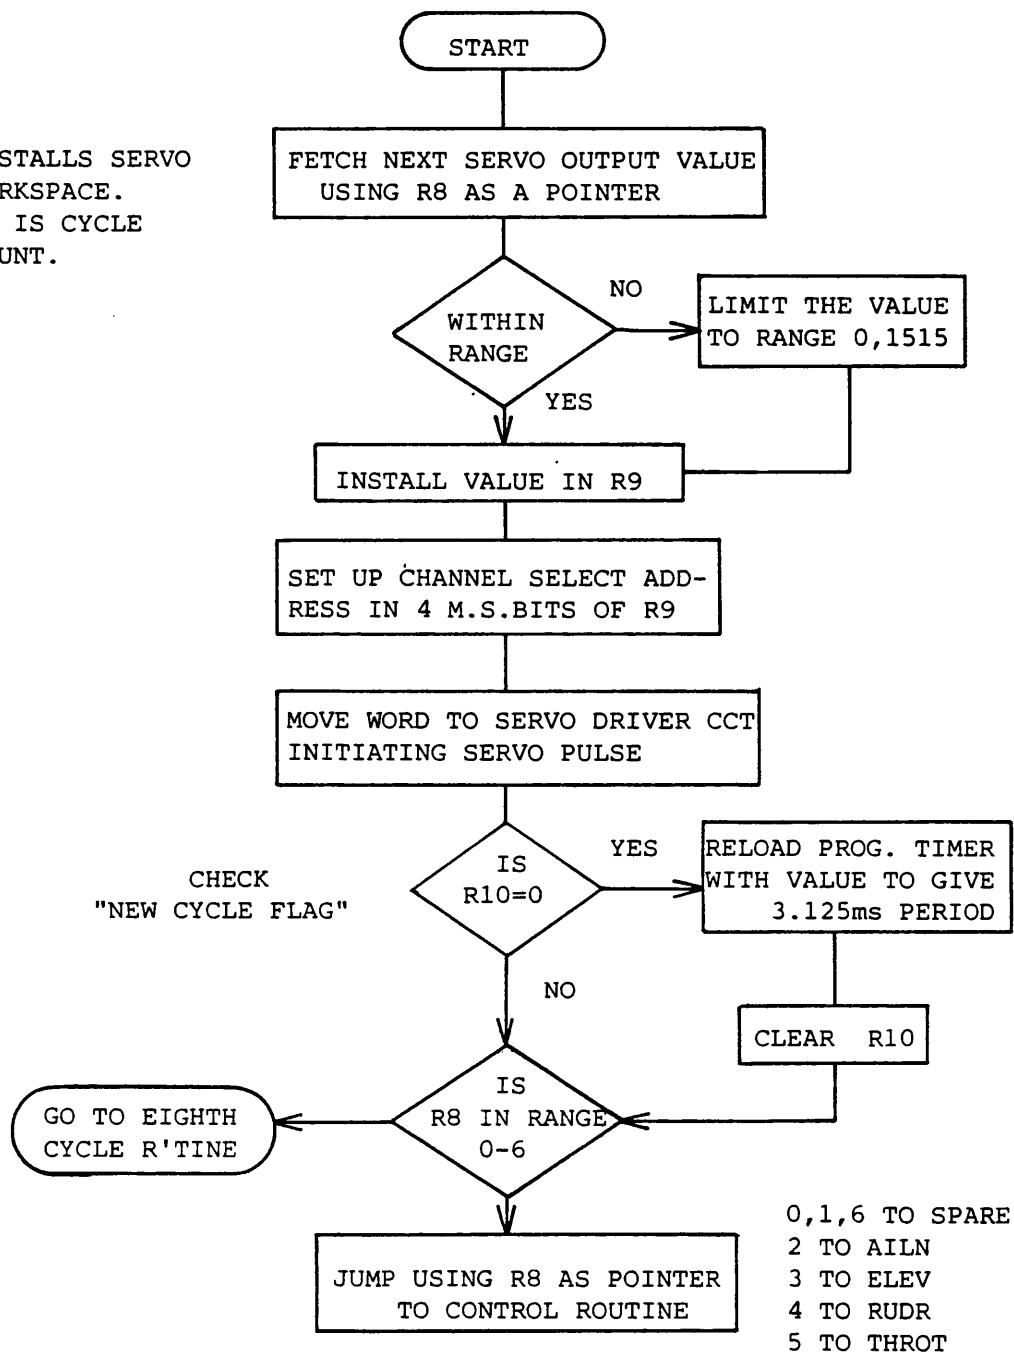 START
STALLS SERVO
RKSPACE.
IS CYCLE
UNT.
FETCH NEXT SERVO OUTPUT VALUE
USING R8 AS A POINTER
WITHIN
RANGE
NO
LIMIT THE VALUE
TO RANGE 0,1515
YES
INSTALL VALUE IN R9
SET UP CHANNEL SELECT ADD-
RESS IN 4 M.S.BITS OF R9
MOVE WORD TO SERVO DRIVER CCT
INITIATING SERVO PULSE
CHECK
"NEW CYCLE FLAG"
IS
R10=0
YES
RELOAD PROG. TIMER
WITH VALUE TO GIVE
3.125ms PERIOD
NO
CLEAR R10
IS
R8 IN RANGE
0-6
GO TO EIGHTH
CYCLE R'TINE
JUMP USING R8 AS POINTER
TO CONTROL ROUTINE
0,1,6 TO SPARE
2 TO AILN
3 TO ELEV
4 TO RUDR
5 TO THROT